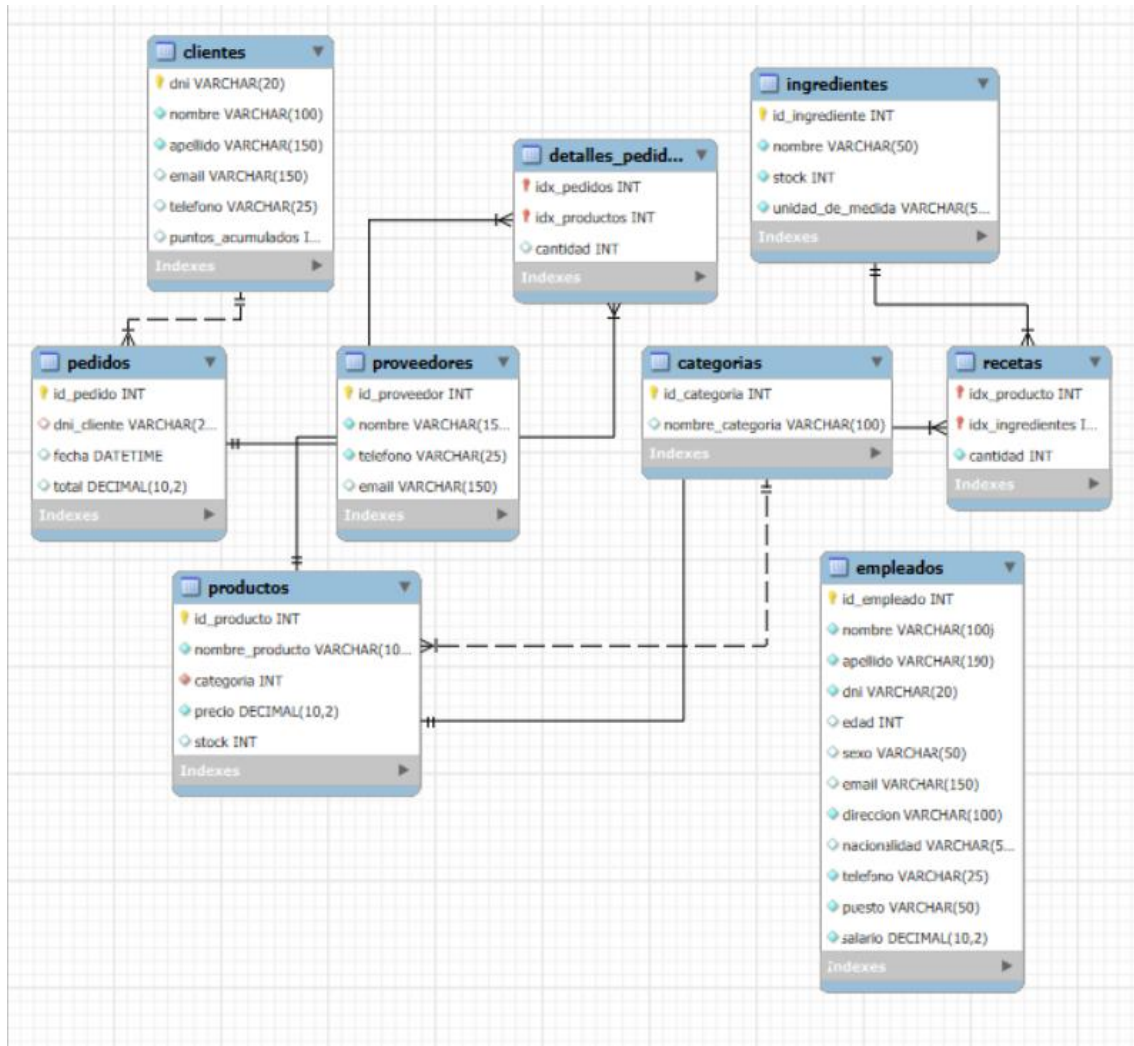 clientes
dni VARCHAR(20)
nombre VARCHAR(100)
apellido VARCHAR(150)
email VARCHAR(150)
telefono VARCHAR(25)
puntos_acumulados I...
Indexes
ingredientes
id_ingrediente INT
nombre VARCHAR(50)
stock INT
unidad_de_medida VARCHAR(5...
Indexes
detalles_pedid...
idx_pedidos INT
idx_productos INT
cantidad INT
Indexes
pedidos
id_pedido INT
dni_cliente VARCHAR(2...
fecha DATETIME
total DECIMAL(10,2)
Indexes
proveedores
id_proveedor INT
nombre VARCHAR(15...
telefono VARCHAR(25)
email VARCHAR(150)
Indexes
categorias
id_categoria INT
nombre_categoria VARCHAR(100)
Indexes
recetas
idx_producto INT
idx_ingredientes I...
cantidad INT
Indexes
productos
id_producto INT
nombre_producto VARCHAR(10...
categoria INT
precio DECIMAL(10,2)
stock INT
Indexes
empleados
id_empleado INT
nombre VARCHAR(100)
apellido VARCHAR(190)
dni VARCHAR(20)
edad INT
sexo VARCHAR(50)
email VARCHAR(150)
direccion VARCHAR(100)
nacionalidad VARCHAR(5...
telefono VARCHAR(25)
puesto VARCHAR(50)
salario DECIMAL(10,2)
Indexes